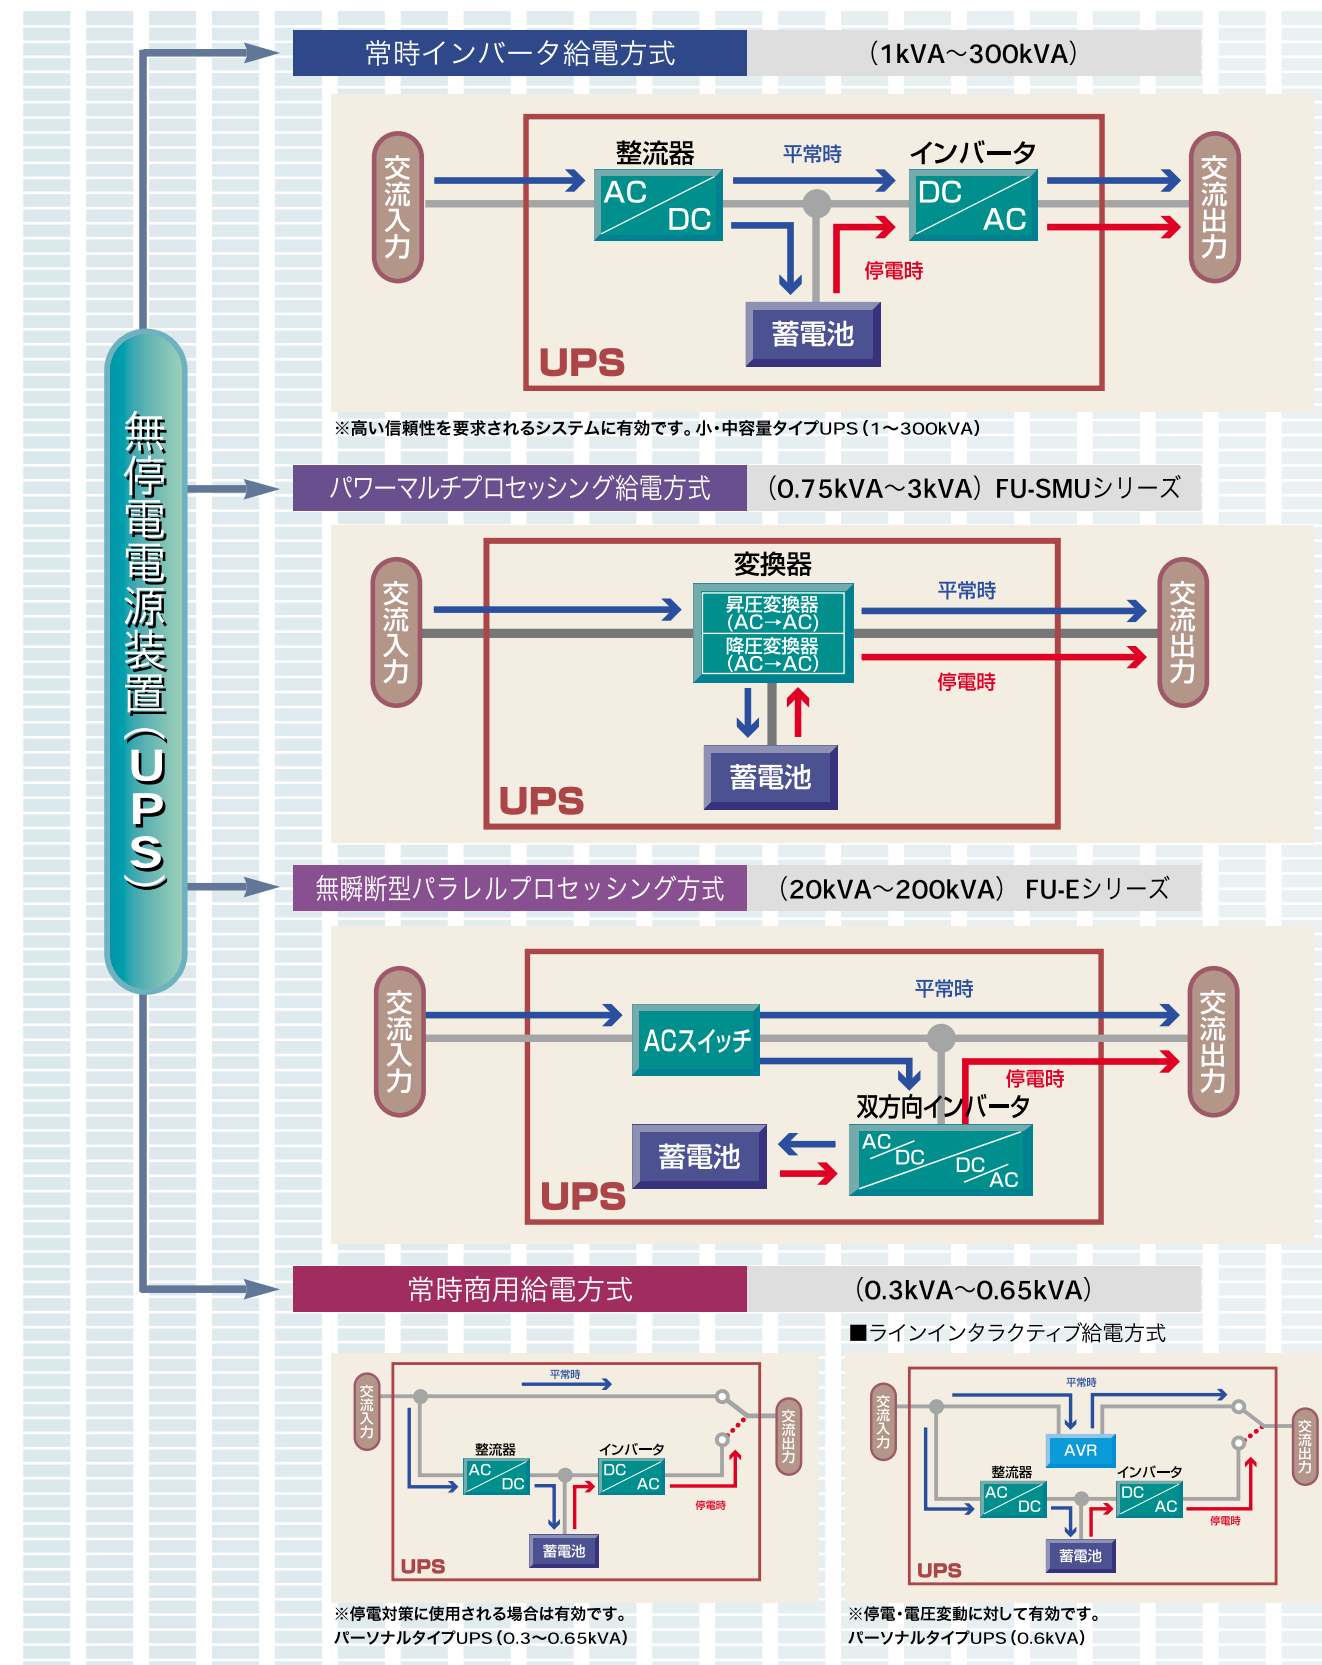 無停電電源装置（UPS）
常時インバータ給電方式
（1kVA～300kVA）
交流入力
整流器
AC
DC
平常時
インバータ
DC
AC
交流出力
停電時
蓄電池
UPS
※高い信頼性を要求されるシステムに有効です。小・中容量タイプUPS（1～300kVA）
パワーマルチプロセッシング給電方式
（0.75kVA～3kVA）FU-SMUシリーズ
交流入力
変換器
昇圧変換器
(AC→AC)
降圧変換器
(AC→AC)
平常時
停電時
交流出力
蓄電池
UPS
無瞬断型パラレルプロセッシング方式
（20kVA～200kVA） FU-Eシリーズ
交流入力
ACスイッチ
平常時
停電時
交流出力
双方向インバータ
AC
DC
DC
AC
蓄電池
UPS
常時商用給電方式
（0.3kVA～0.65kVA）
交流入力
平常時
整流器
AC
DC
インバータ
DC
AC
交流出力
停電時
蓄電池
UPS
※停電対策に使用される場合は有効です。
パーソナルタイプUPS（0.3～0.65kVA）
■ラインインタラクティブ給電方式
交流入力
平常時
AVR
整流器
AC
DC
インバータ
DC
AC
交流出力
停電時
蓄電池
UPS
※停電・電圧変動に対して有効です。
パーソナルタイプUPS（0.6kVA）